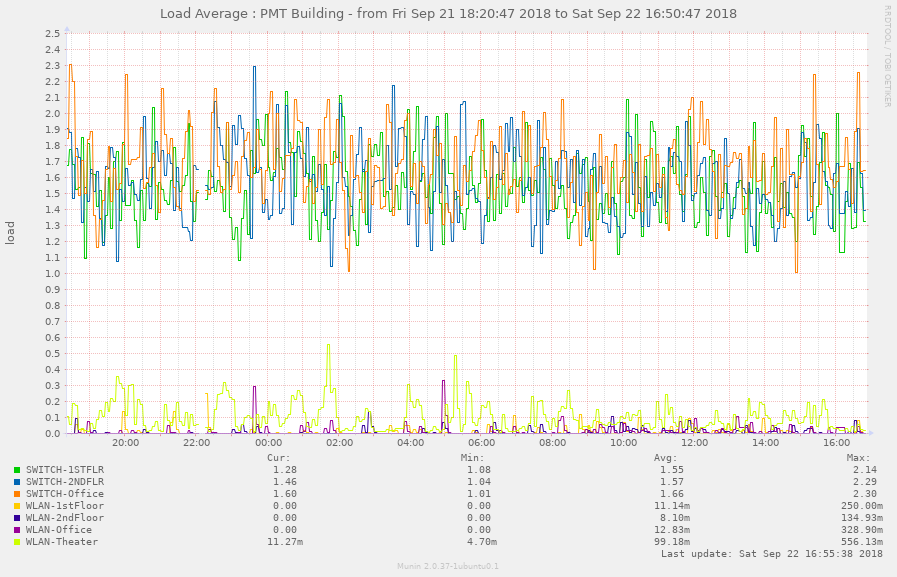 Load Average : PMT Building - from Fri Sep 21 18:20:47 2018 to Sat Sep 22 16:50:47 2018
RRDTOOL / TOBI OETIKER
load
2.5
2.4
2.3
2.2
2.1
2.0
1.9
1.8
1.7
1.6
1.5
1.4
1.3
1.2
1.1
1.0
0.9
0.8
0.7
0.6
0.5
0.4
0.3
0.2
0.1
0.0
20:00 22:00 00:00 02:00 04:00 06:00 08:00 10:00 12:00 14:00 16:00
Cur: Min: Avg: Max:
SWITCH-1STFLR 1.28 1.08 1.55 2.14
SWITCH-2NDFLR 1.46 1.04 1.57 2.29
SWITCH-Office 1.60 1.01 1.66 2.30
WLAN-1stFloor 0.00 0.00 11.14m 250.00m
WLAN-2ndFloor 0.00 0.00 8.10m 134.93m
WLAN-Office 0.00 0.00 12.83m 328.90m
WLAN-Theater 11.27m 4.70m 99.18m 556.13m
Last update: Sat Sep 22 16:55:38 2018
Munin 2.0.37-1ubuntu0.1